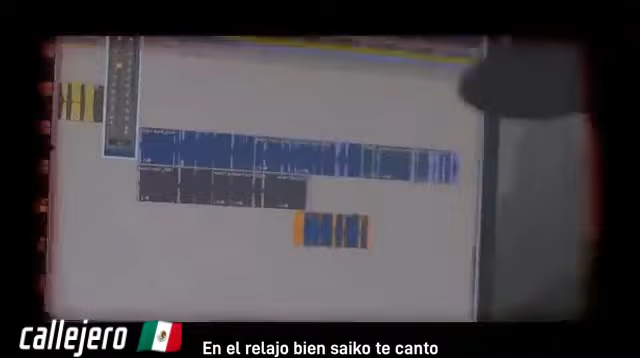 callejero 🇲🇽
En el relajo bien saiko te canto